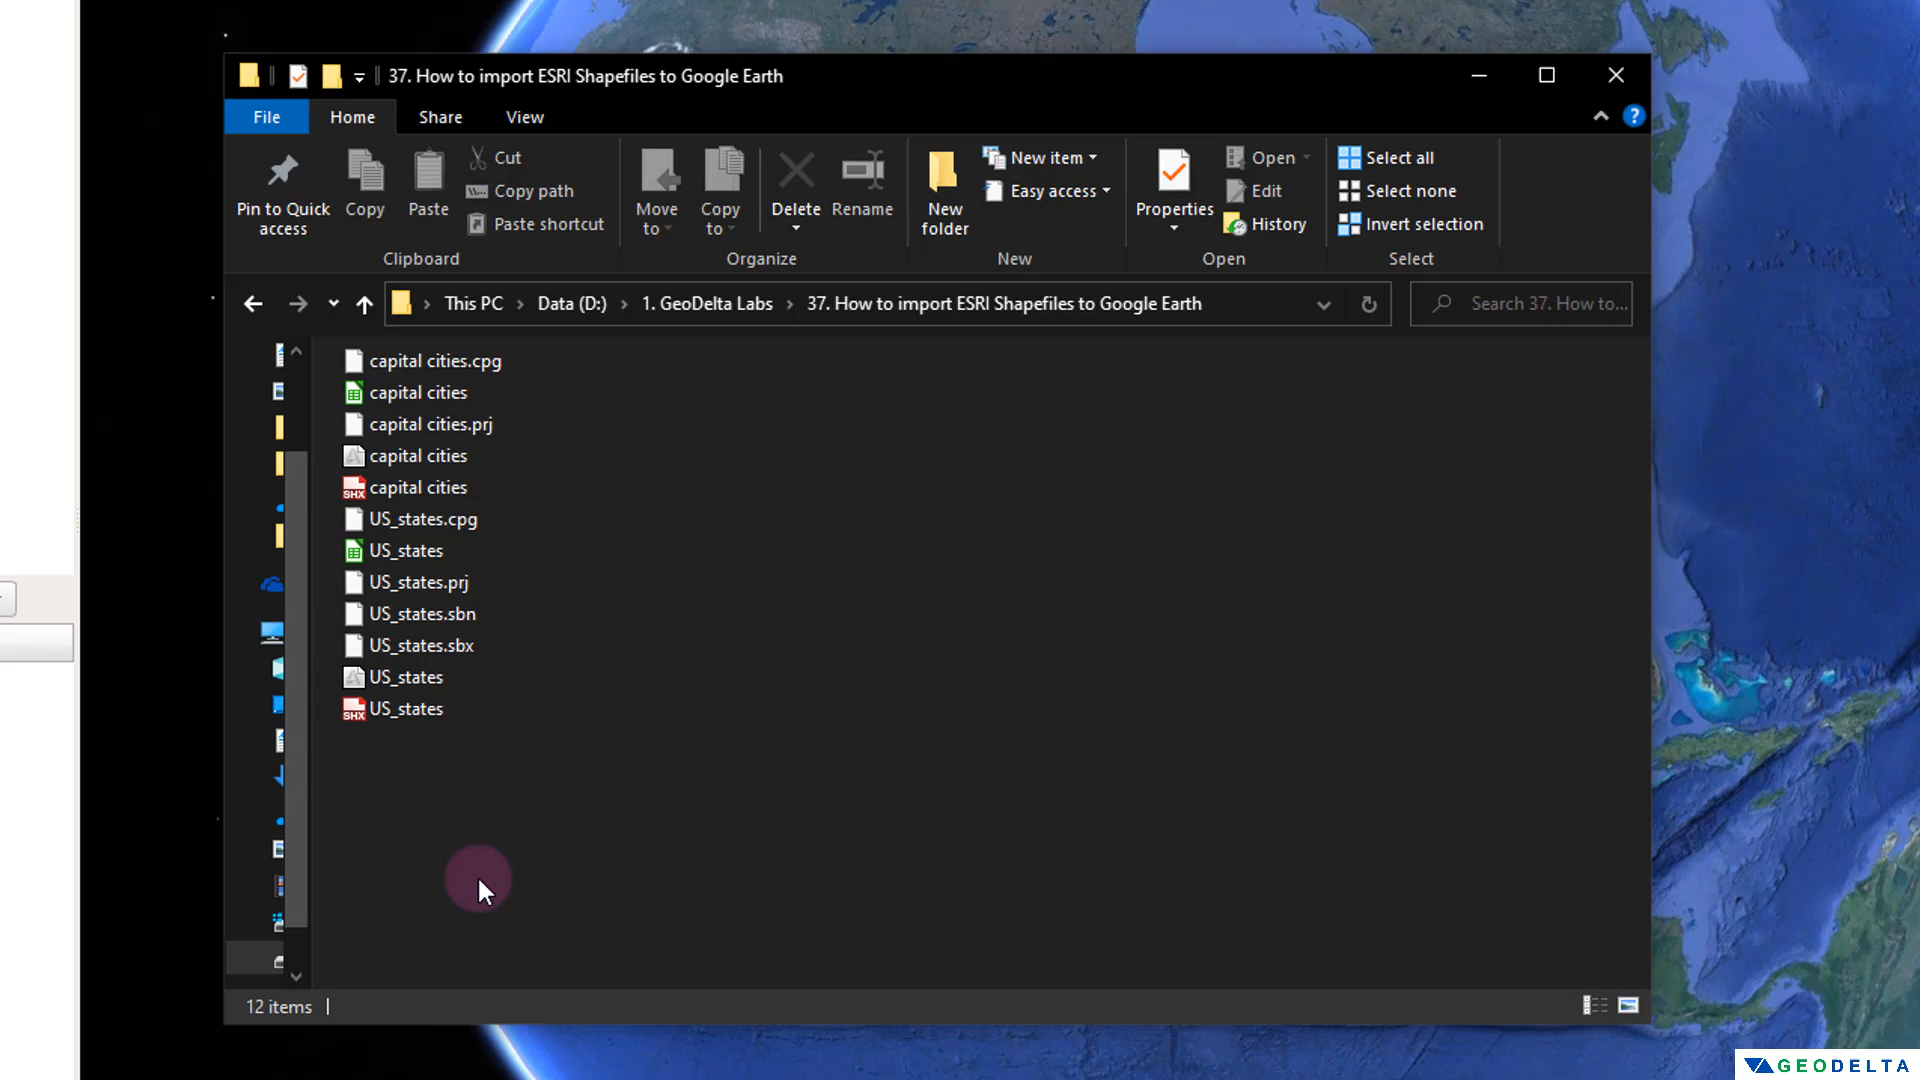 37. How to import ESRI Shapefiles to Google Earth
File Home Share View
Pin to Quick access
Copy
Paste
Cut
Copy path
Paste shortcut
Clipboard
Move to
Copy to
Delete
Rename
Organize
New folder
New item
Easy access
New
Properties
Open
Edit
History
Open
Select all
Select none
Invert selection
Select
This PC Data (D:) 1. GeoDelta Labs 37. How to import ESRI Shapefiles to Google Earth
Search 37. How to...
capital cities.cpg
capital cities
capital cities.prj
capital cities
SHX capital cities
US_states.cpg
US_states
US_states.prj
US_states.sbn
US_states.sbx
US_states
SHX US_states
12 items
GEODELTA